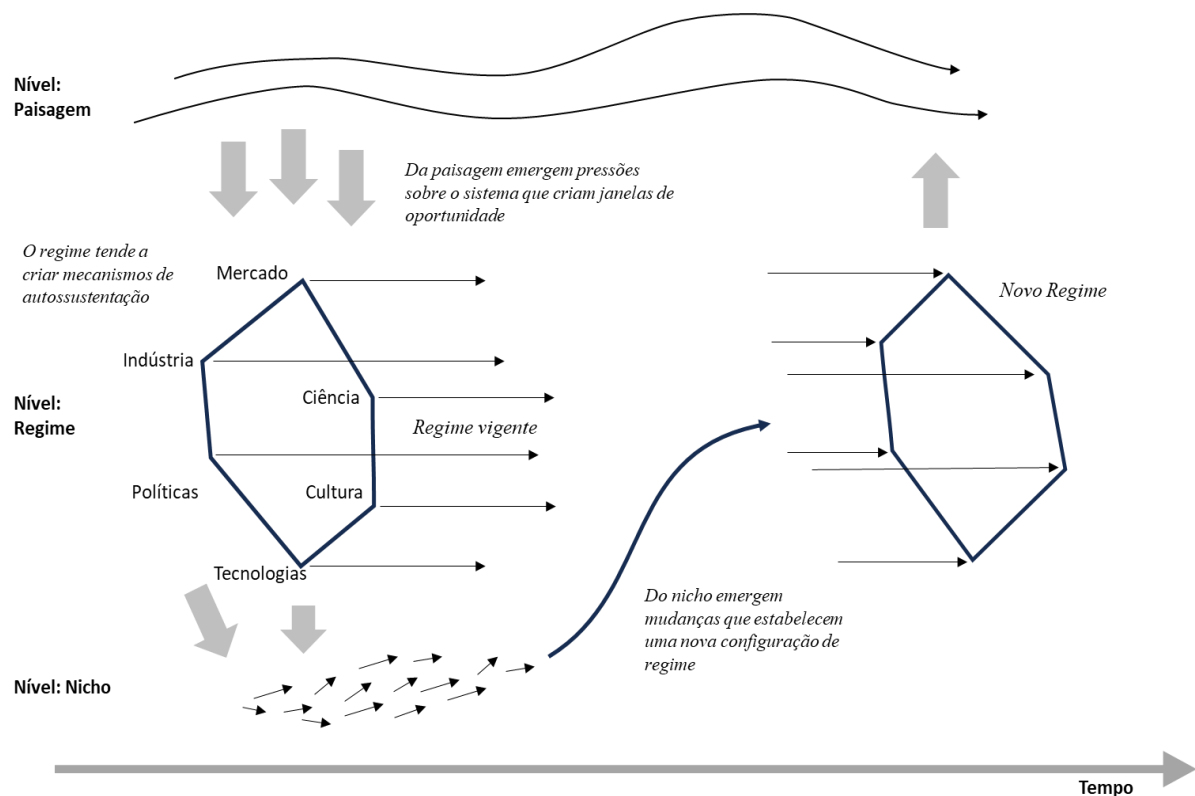 Nível:
Paisagem
Da paisagem emergem pressões
sobre o sistema que criam janelas de
oportunidade
O regime tende a
criar mecanismos de
autossustentação
Mercado
Novo Regime
Indústria
Ciência
Nível:
Regime
Regime vigente
Políticas
Cultura
Tecnologias
Do nicho emergem
mudanças que estabelecem
uma nova configuração de
regime
Nível: Nicho
Tempo